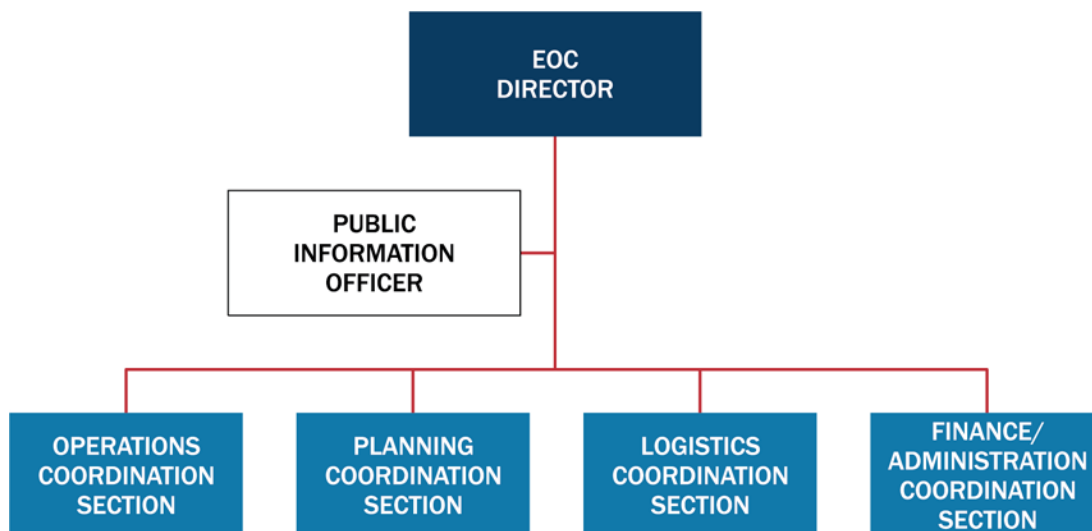 EOC
DIRECTOR
PUBLIC
INFORMATION
OFFICER
OPERATIONS
COORDINATION
SECTION
PLANNING
COORDINATION
SECTION
LOGISTICS
COORDINATION
SECTION
FINANCE/
ADMINISTRATION
COORDINATION
SECTION